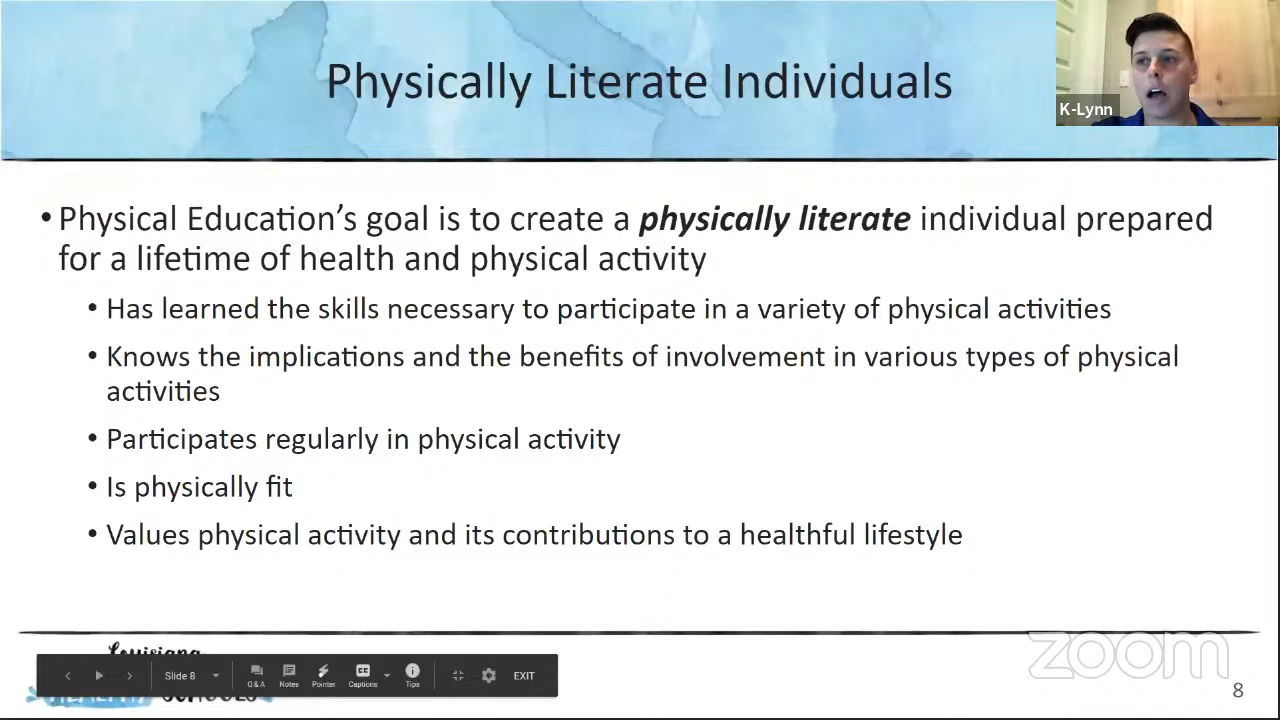 Physically Literate Individuals
K-Lynn
• Physical Education's goal is to create a physically literate individual prepared
for a lifetime of health and physical activity
• Has learned the skills necessary to participate in a variety of physical activities
• Knows the implications and the benefits of involvement in various types of physical
activities
• Participates regularly in physical activity
• Is physically fit
• Values physical activity and its contributions to a healthful lifestyle
Louisiana
zoom
Slide 8
Q & A
Notes
Pointer
Captions
Tips
EXIT
8